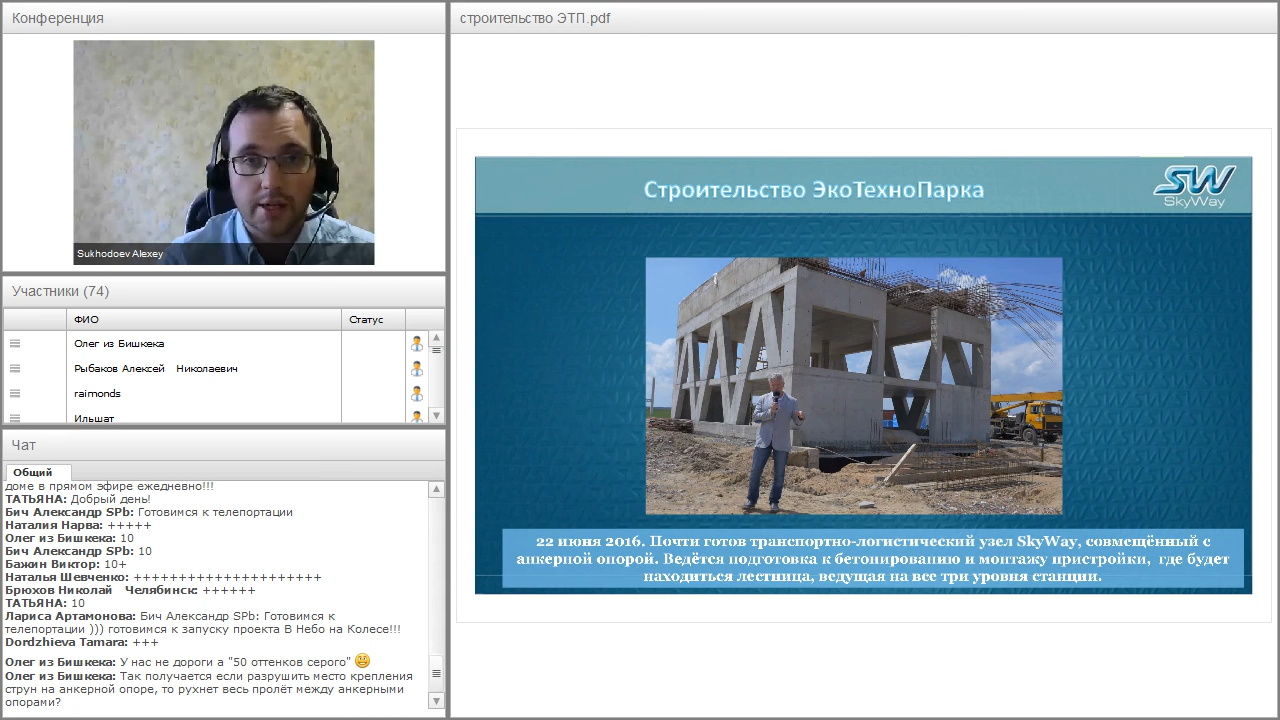 Конференция
Sukhodoev Alexey
Участники (74)
ФИО
Статус
Олег из Бишкека
Рыбаков Алексей Николаевич
raimonds
Ильшат
Чат
Общий
доме в прямом эфире ежедневно!!!
ТАТЬЯНА: Добрый день!
Бич Александр SPb: Готовимся к телепортации
Наталия Нарва: +++++
Олег из Бишкека: 10
Бич Александр SPb: 10
Бажин Виктор: 10+
Наталья Шевченко: +++++++++++++++++++++
Брюхов Николай Челябинск: ++++++
ТАТЬЯНА: 10
Лариса Артамонова: Бич Александр SPb: Готовимся к
телепортации ))) готовимся к запуску проекта В Небо на Колесе!!!
Dordzhieva Tamara: +++
Олег из Бишкека: У нас не дороги а "50 оттенков серого"
Олег из Бишкека: Так получается если разрушить место крепления
струн на анкерной опоре, то рухнет весь пролёт между анкерными
опорами?
строительство ЭТП.pdf
Строительство ЭкоТехноПарка
SW
SkyWay
22 июня 2016. Почти готов транспортно-логистический узел SkyWay, совмещённый с
анкерной опорой. Ведётся подготовка к бетонированию и монтажу пристройки, где будет
находиться лестница, ведущая на все три уровня станции.